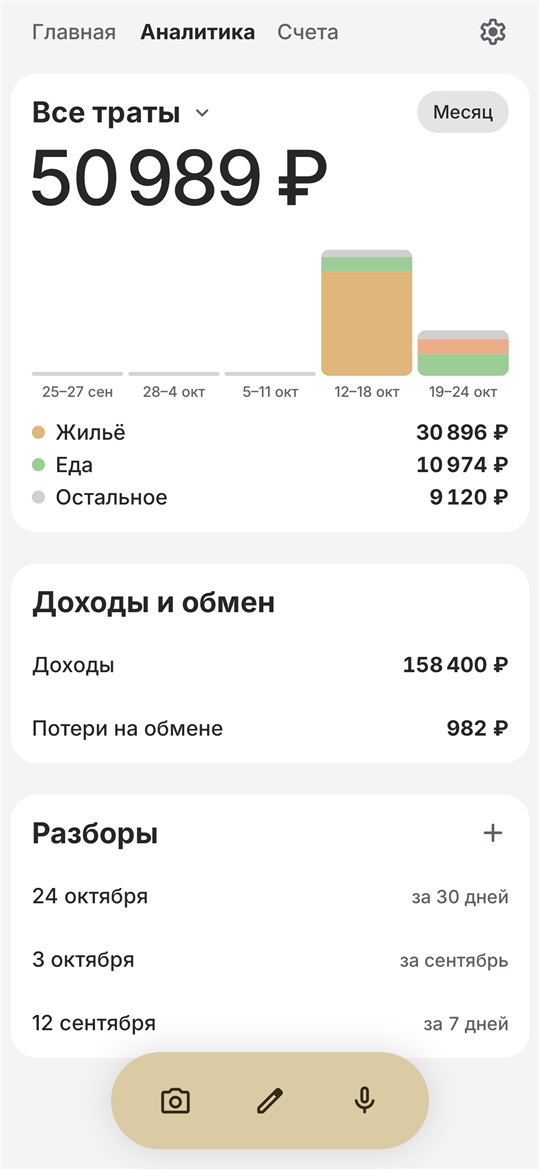 Главная Аналитика Счета
Все траты Месяц
50 989 ₽
25–27 сен 28–4 окт 5–11 окт 12–18 окт 19–24 окт
Жильё 30 896 ₽
Еда 10 974 ₽
Остальное 9 120 ₽
Доходы и обмен
Доходы 158 400 ₽
Потери на обмене 982 ₽
Разборы
24 октября за 30 дней
3 октября за сентябрь
12 сентября за 7 дней